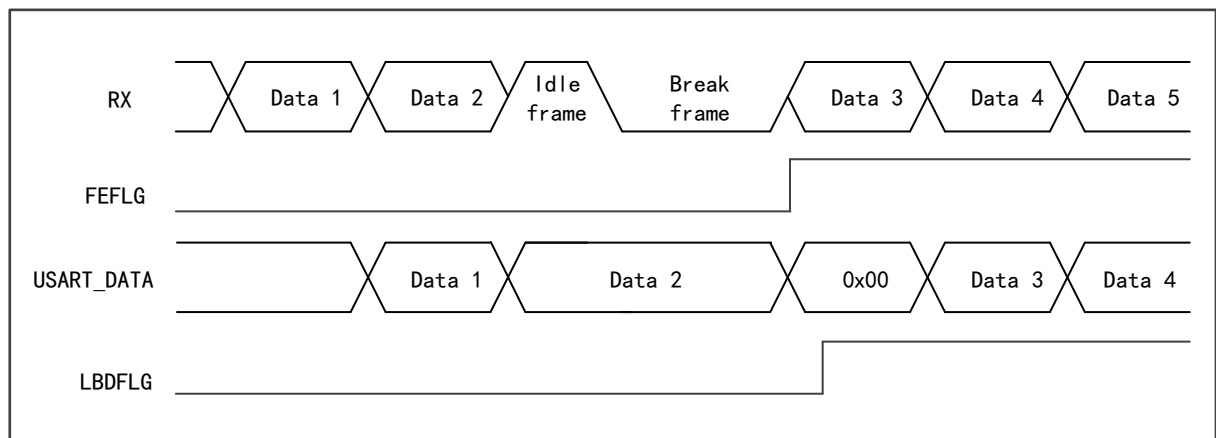 RX
Data 1
Data 2
Idle
frame
Break
frame
Data 3
Data 4
Data 5
FEFLG
USART_DATA
Data 1
Data 2
0x00
Data 3
Data 4
LBDFLG